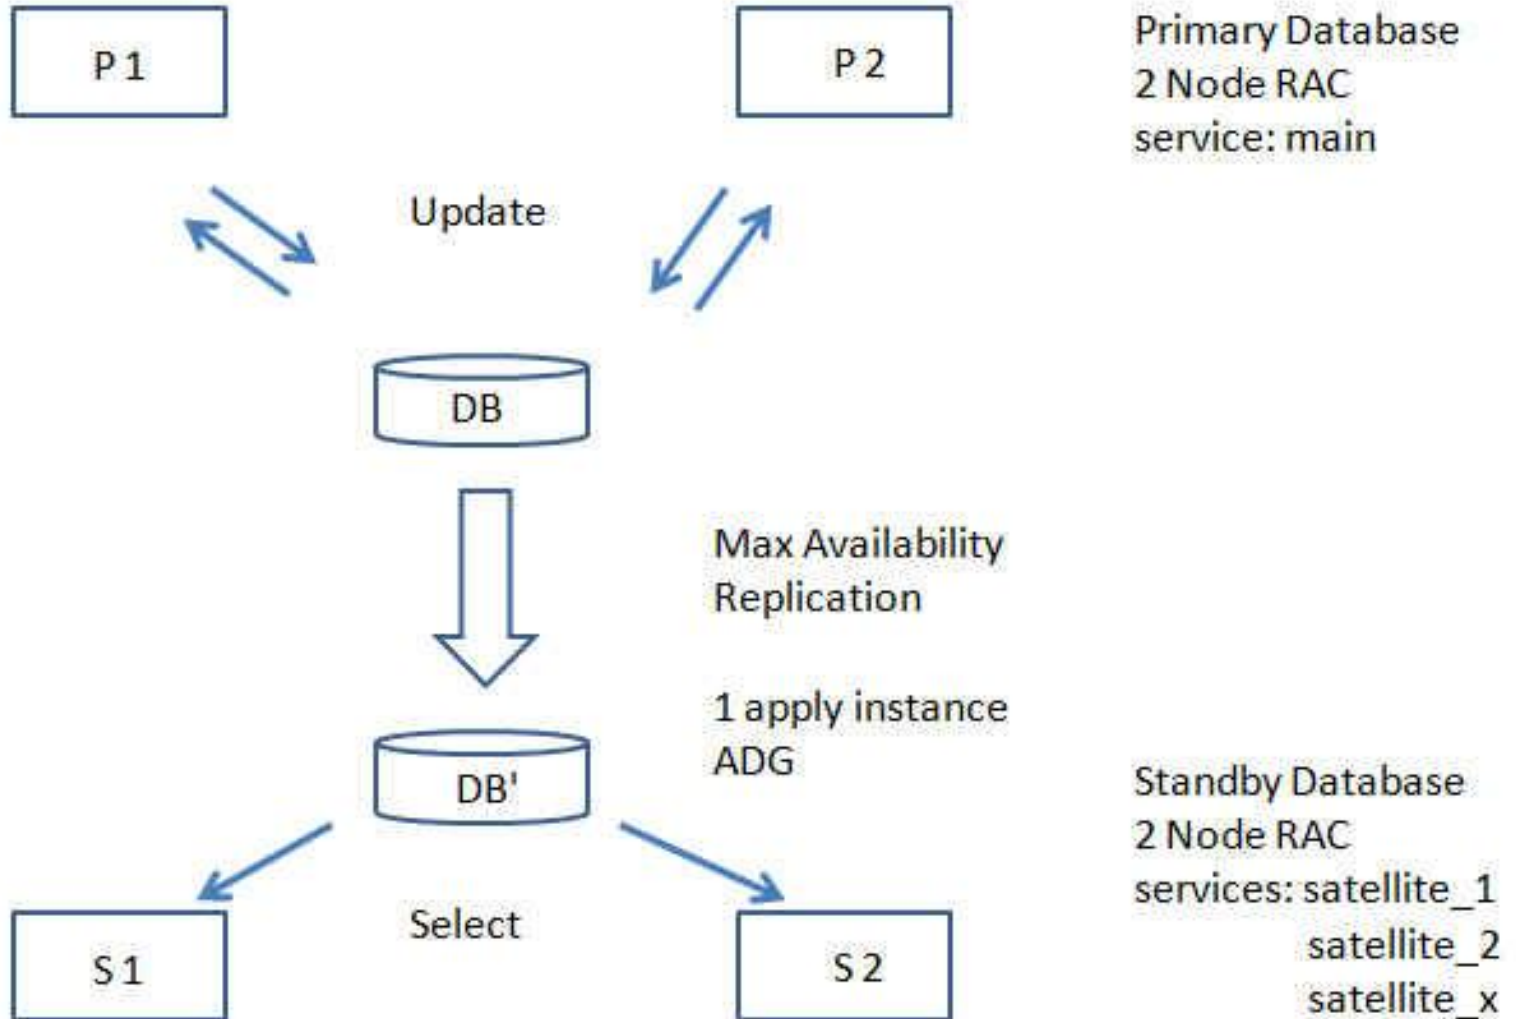 P 1
P 2
Primary Database
2 Node RAC
service: main
Update
DB
Max Availability
Replication
1 apply instance
ADG
DB'
Standby Database
2 Node RAC
services: satellite_1
satellite_2
satellite_x
Select
S 1
S 2